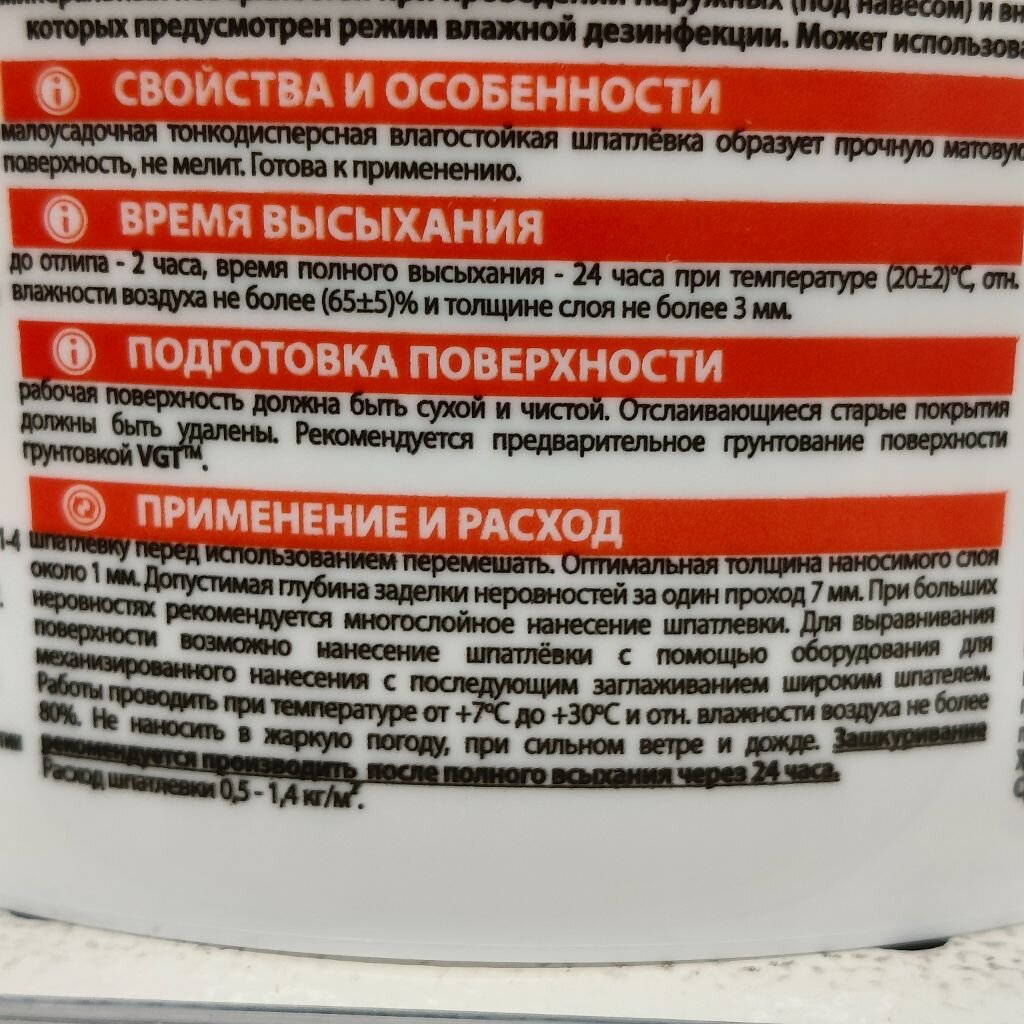 наружных (под навесом) и
которых предусмотрен режим влажной дезинфекции. Может
СВОЙСТВА И ОСОБЕННОСТИ
малоусадочная тонкодисперсная влагостойкая шпатлёвка образует прочную матовую
поверхность, не мелит. Готова к применению.
ВРЕМЯ ВЫСЫХАНИЯ
до отлипа - 2 часа, время полного высыхания - 24 часа при температуре (20±2)°С, отн.
влажности воздуха не более (65±5)% и толщине слоя не более 3 мм.
ПОДГОТОВКА ПОВЕРХНОСТИ
рабочая поверхность должна быть сухой и чистой. Отслаивающиеся старые покрытия
должны быть удалены. Рекомендуется предварительное грунтование поверхности
грунтовкой VGT™.
ПРИМЕНЕНИЕ И РАСХОД
шпатлевку перед использованием перемешать. Оптимальная толщина наносимого слоя
около 1 мм. Допустимая глубина заделки неровностей за один проход 7 мм. При больших
неровностях рекомендуется многослойное нанесение шпатлевки. Для выравнивания
поверхности возможно нанесение шпатлёвки с помощью оборудования для
механизированного нанесения с последующим заглаживанием широким шпателем.
Работы проводить при температуре от +7°С до +30°С и отн. влажности воздуха не более
80%. Не наносить в жаркую погоду, при сильном ветре и дожде. Зашкуривание
рекомендуется производить после полного всыхания через 24 часа.
Расход шпатлевки 0,5 - 1,4 кг/м².